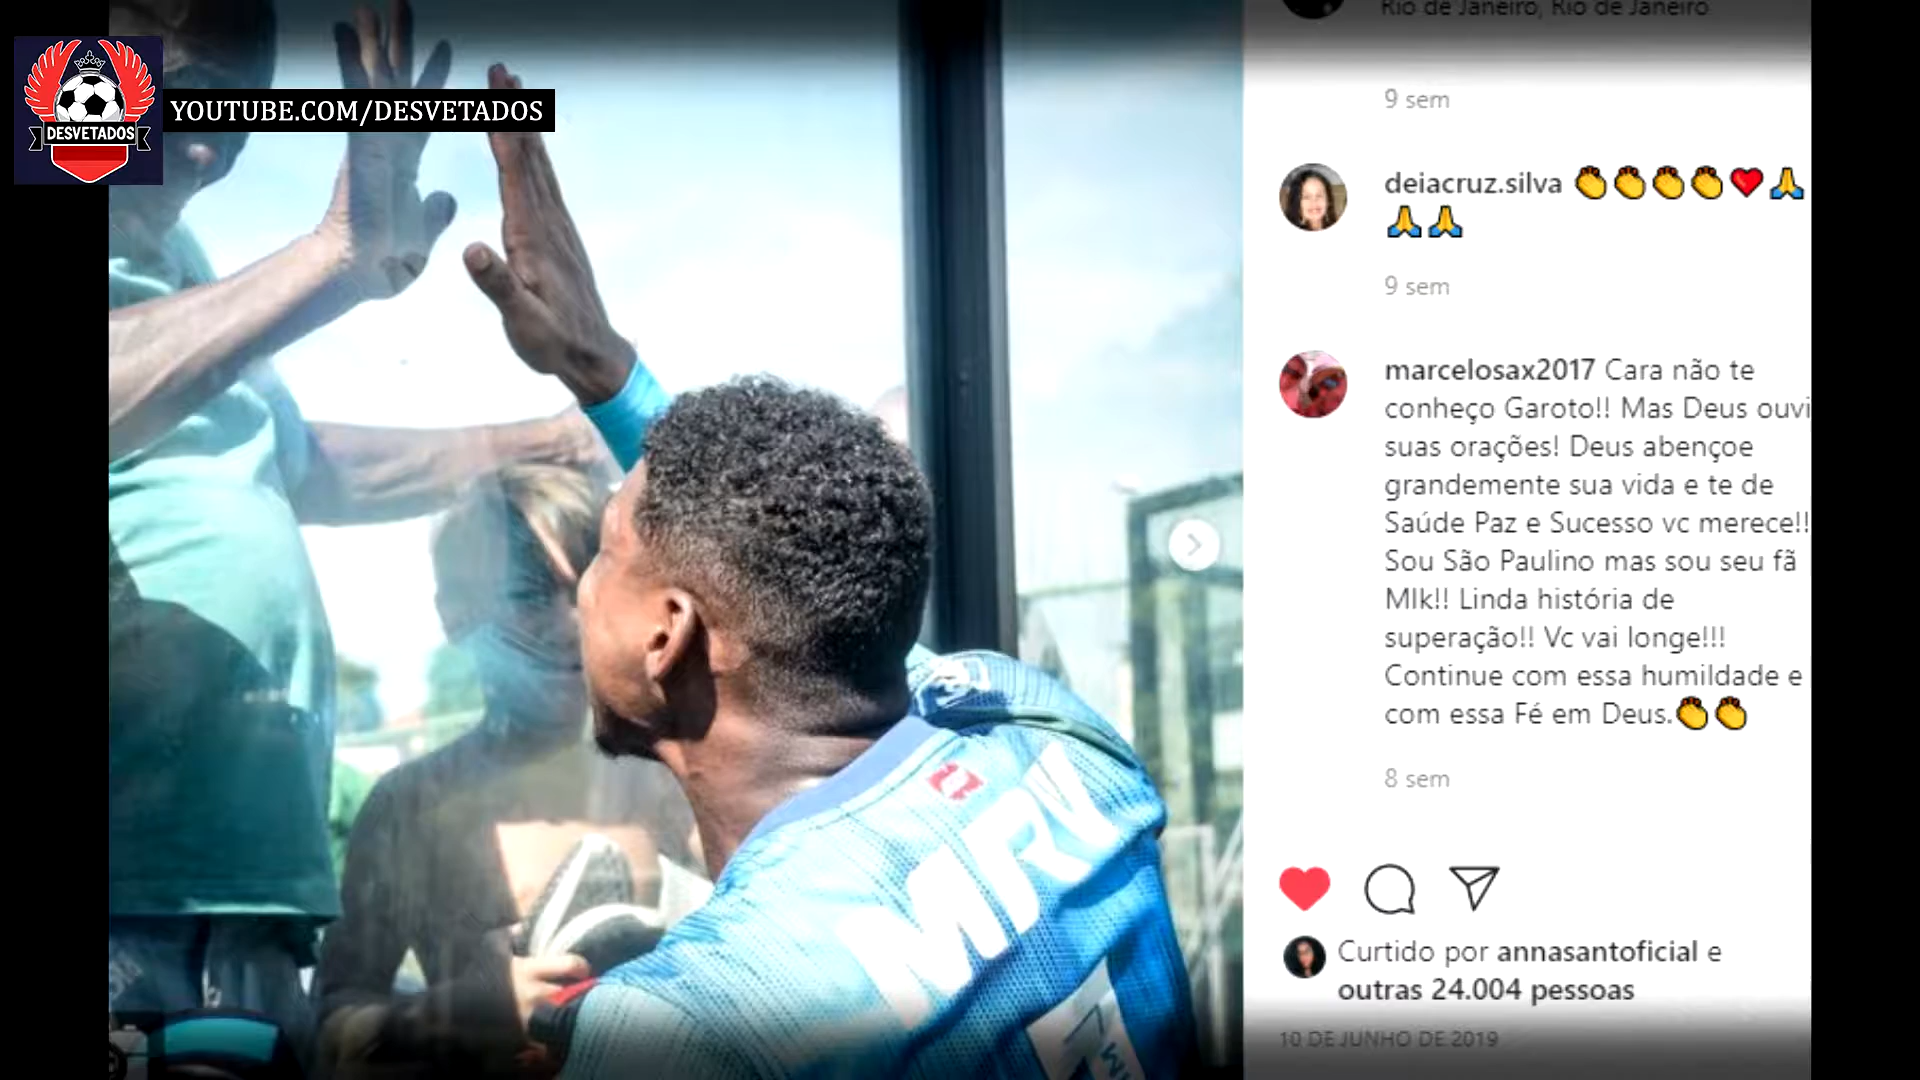 Rio de Janeiro, Rio de Janeiro
DESVETADOS
YOUTUBE.COM/DESVETADOS
9 sem
deiacruz.silva 👏👏👏👏❤️🙏
🙏🙏
9 sem
marcelosax2017 Cara não te
conheço Garoto!! Mas Deus ouvi
suas orações! Deus abençoe
grandemente sua vida e te de
Saúde Paz e Sucesso vc merece!!
Sou São Paulino mas sou seu fã
Mlk!! Linda história de
superação!! Vc vai longe!!!
Continue com essa humildade e
com essa Fé em Deus.👏👏
8 sem
MRV
Curtido por annasantoficial e
outras 24.004 pessoas
10 DE JUNHO DE 2019